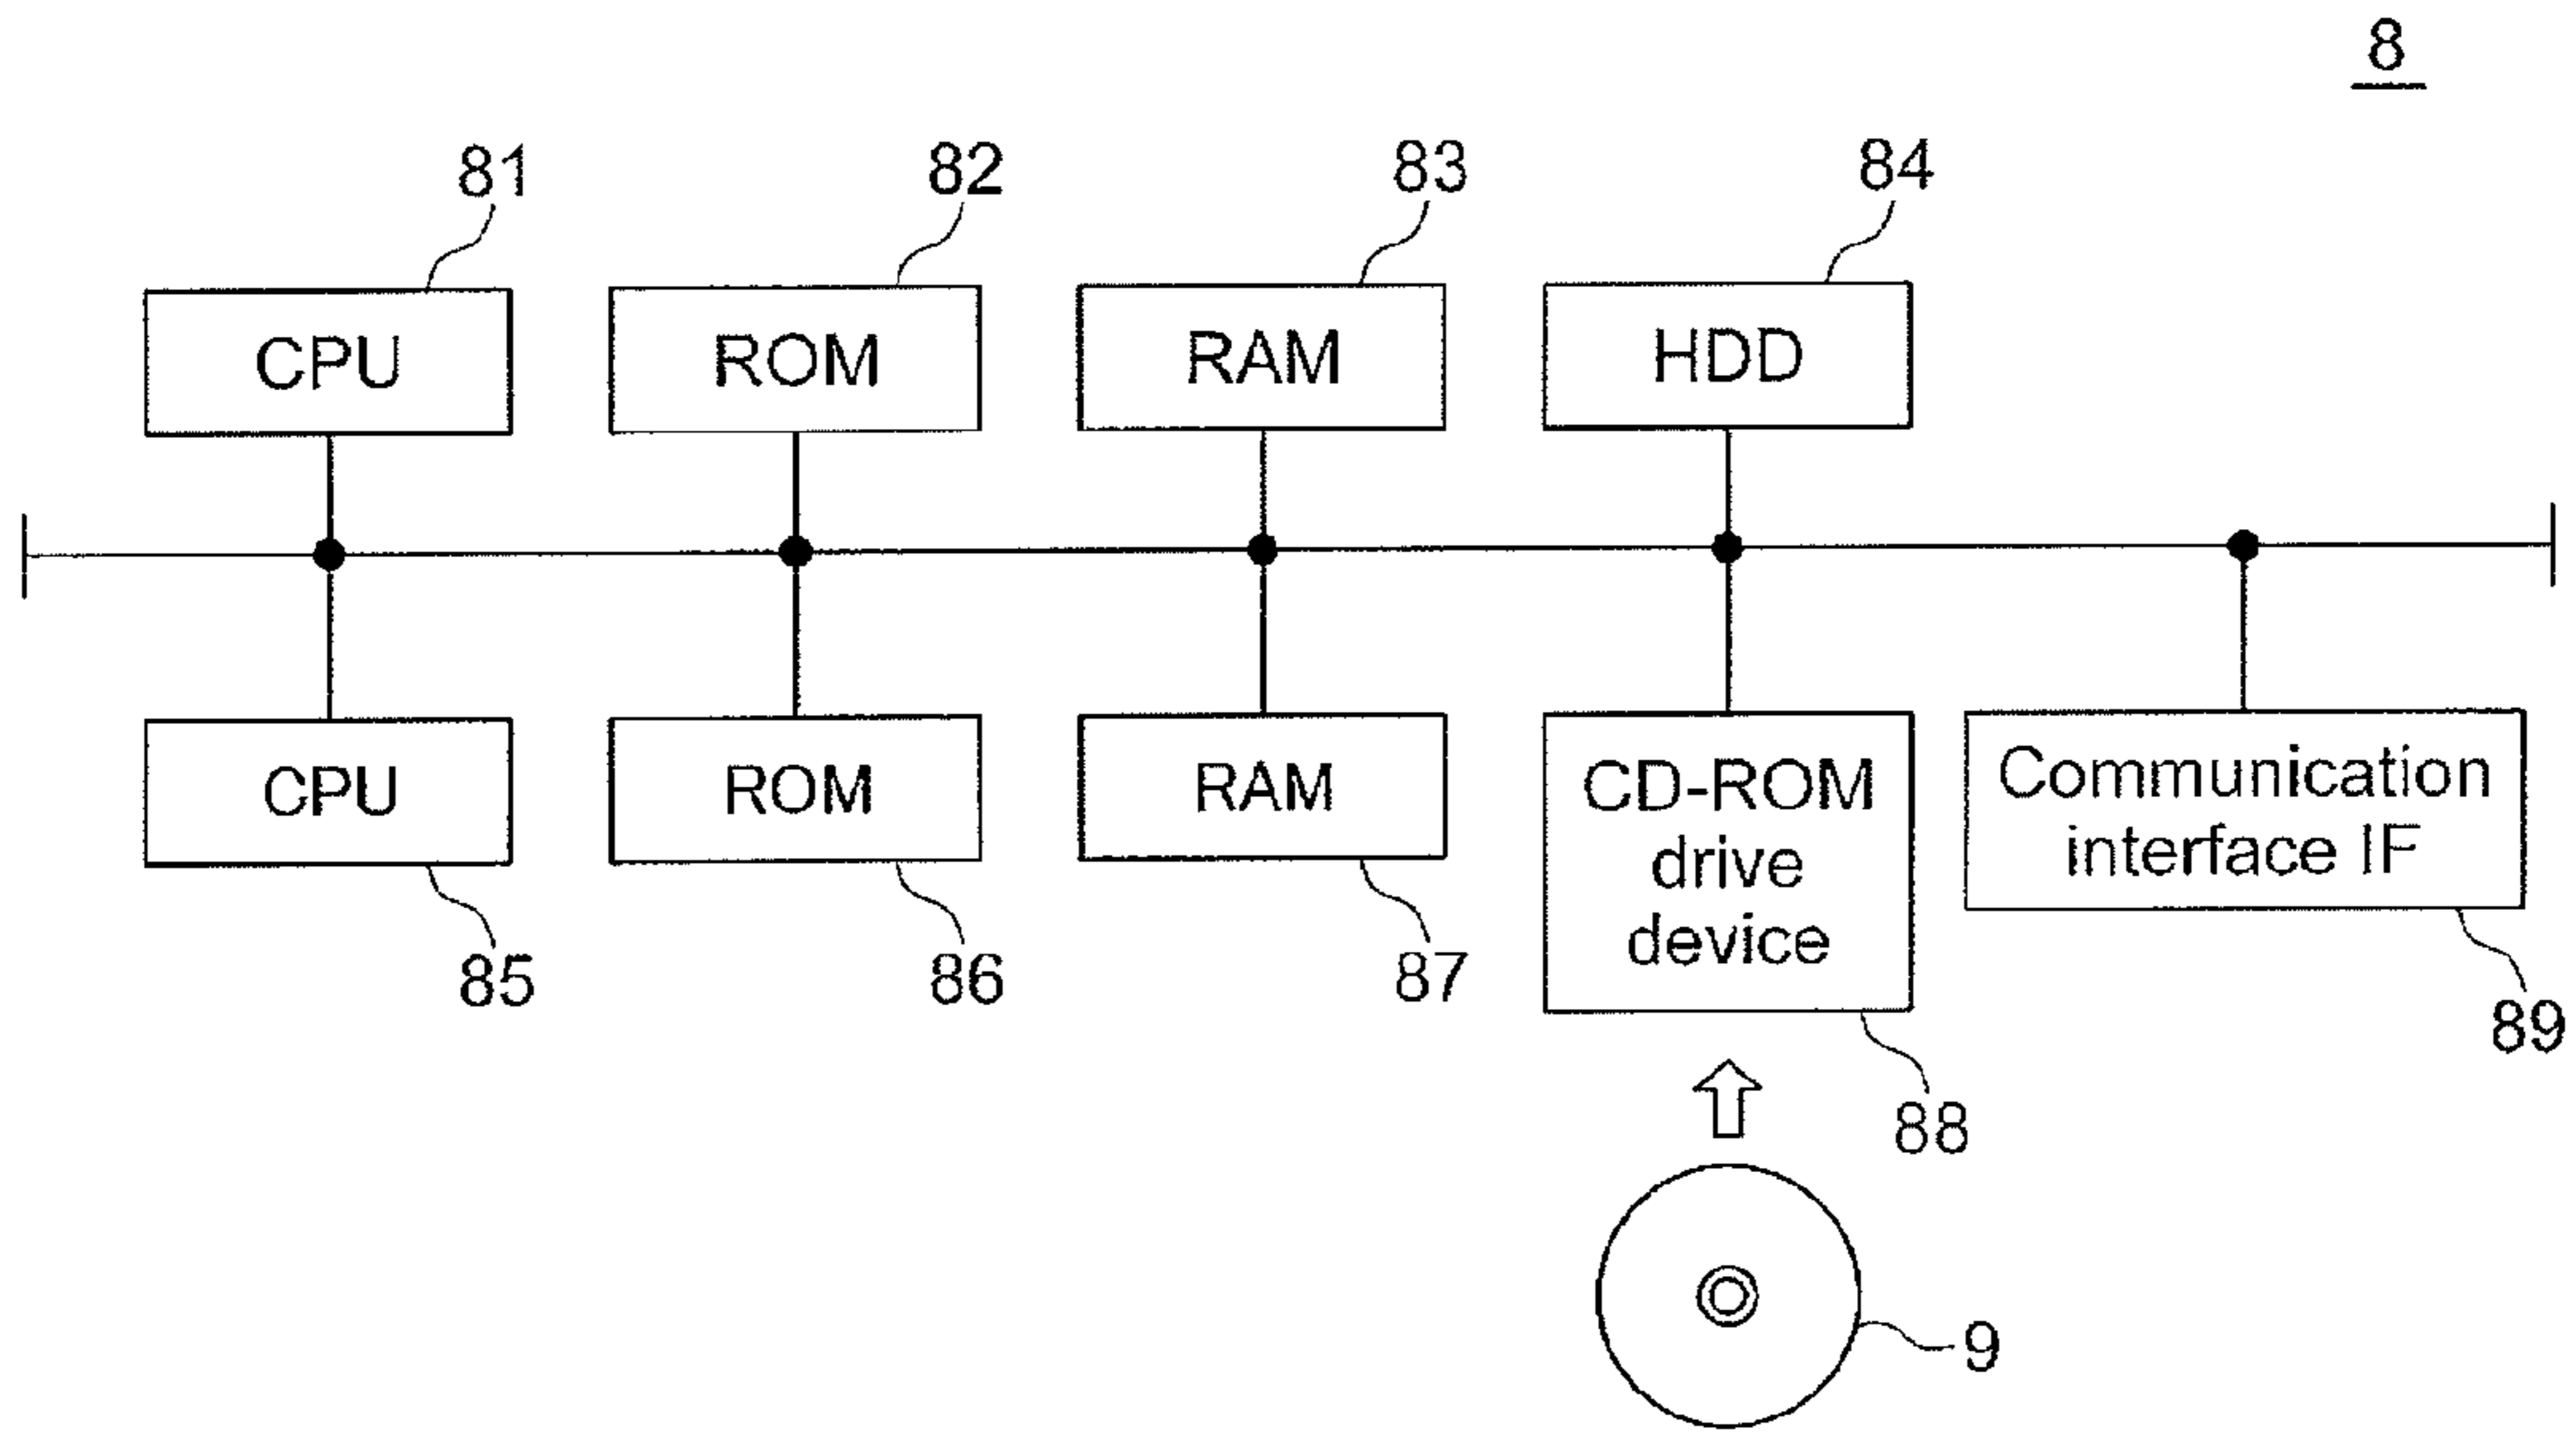 8
81
82
83
84
CPU
ROM
RAM
HDD
CPU
ROM
RAM
CD-ROM
drive
device
Communication
interface IF
85
86
87
88
89
9